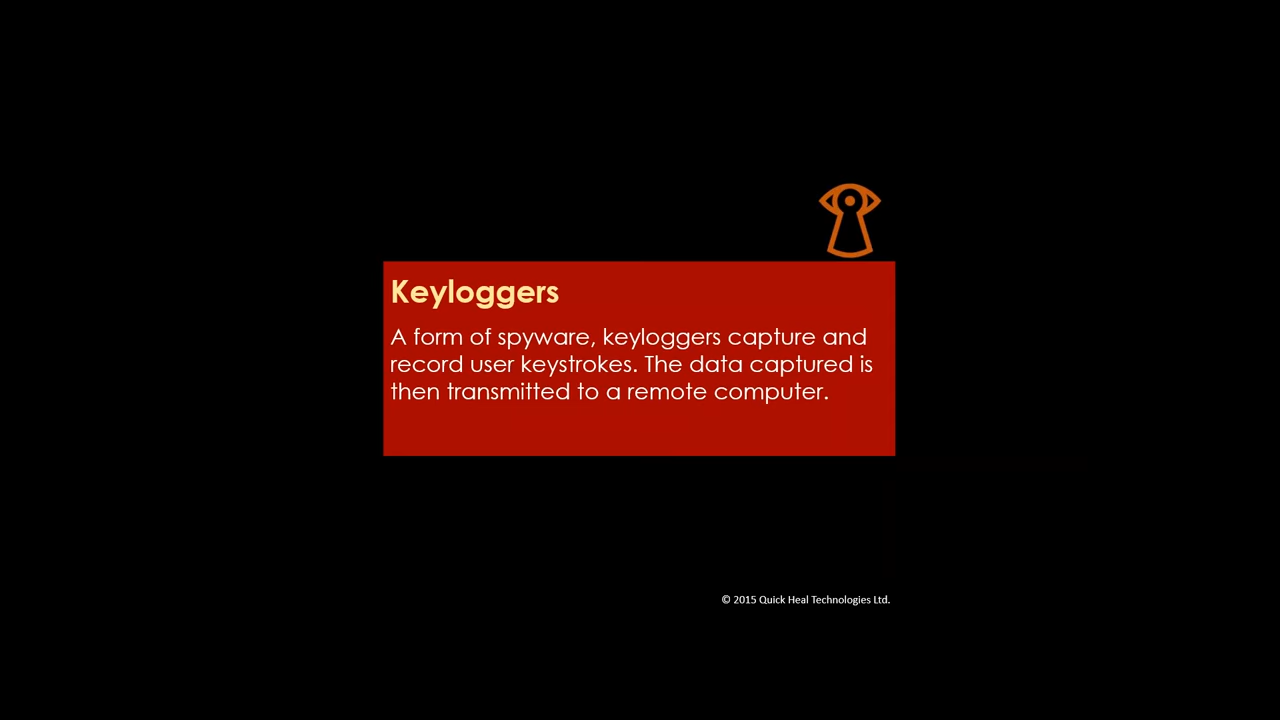 Keyloggers
A form of spyware, keyloggers capture and
record user keystrokes. The data captured is
then transmitted to a remote computer.
© 2015 Quick Heal Technologies Ltd.